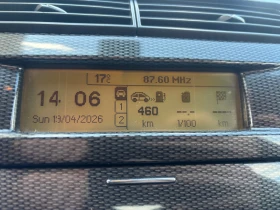 17°C 87.60 MHz
14 06 1
460 --.- ---
Sun 19/04/2026 2 km l/100 km